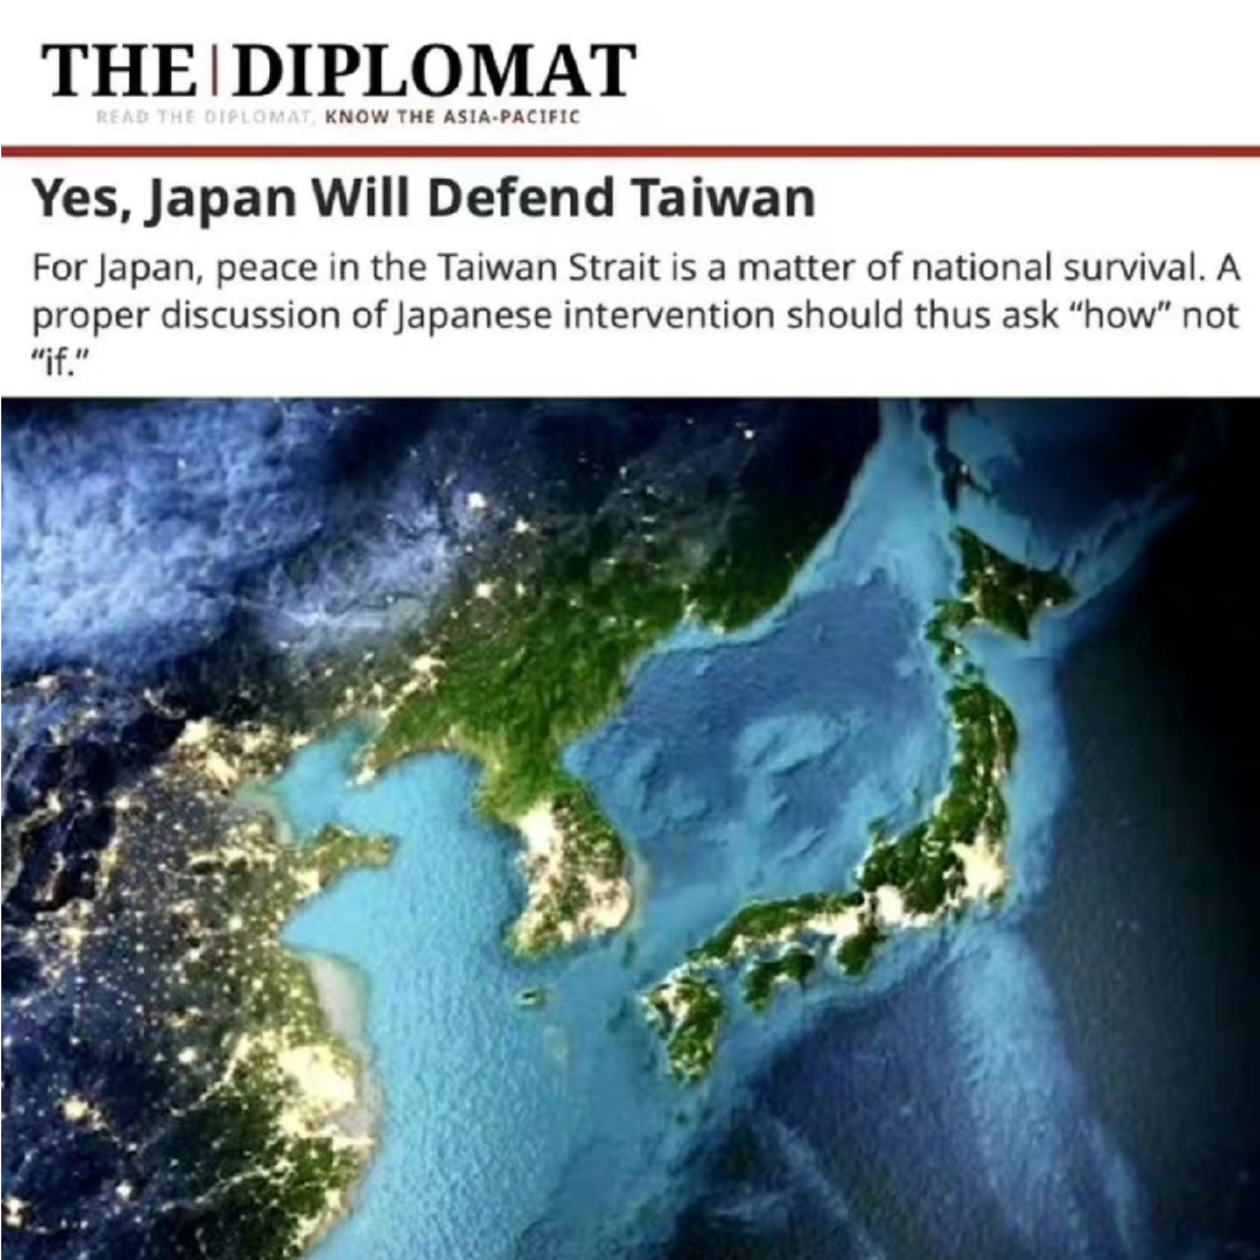 THE|DIPLOMAT
READ THE DIPLOMAT, KNOW THE ASIA-PACIFIC
Yes, Japan Will Defend Taiwan
For Japan, peace in the Taiwan Strait is a matter of national survival. A
proper discussion of Japanese intervention should thus ask “how” not
“if.”